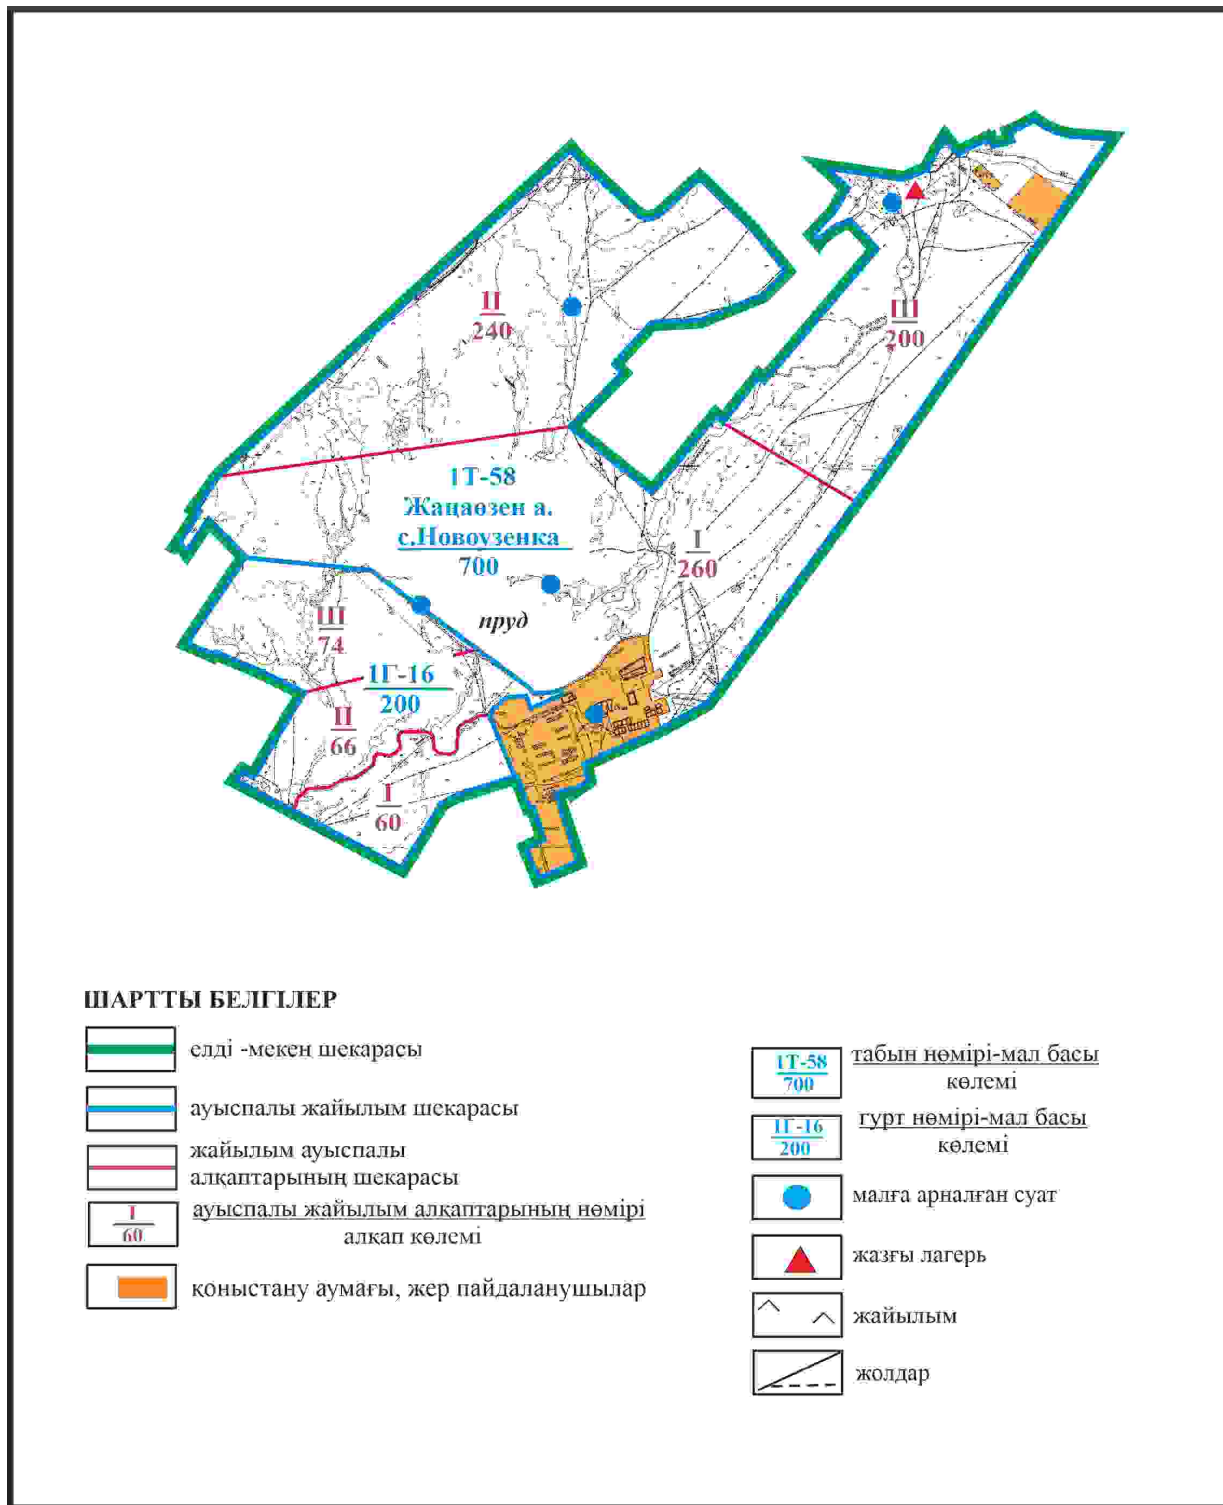 II
240
III
200
1Т-58
Жаңаөзен а.
с.Новоузенка
700
I
260
пруд
III
74
1Г-16
200
II
66
I
60
ШАРТТЫ БЕЛГІЛЕР
елді -мекен шекарасы
ауыспалы жайылым шекарасы
жайылым ауыспалы
алқаптарының шекарасы
I
60
ауыспалы жайылым алқаптарының нөмірі
алқап көлемі
қоныстану аумағы, жер пайдаланушылар
1Т-58
700
табын нөмірі-мал басы
көлемі
1Г-16
200
гурт нөмірі-мал басы
көлемі
малға арналған суат
жазғы лагерь
жайылым
жолдар